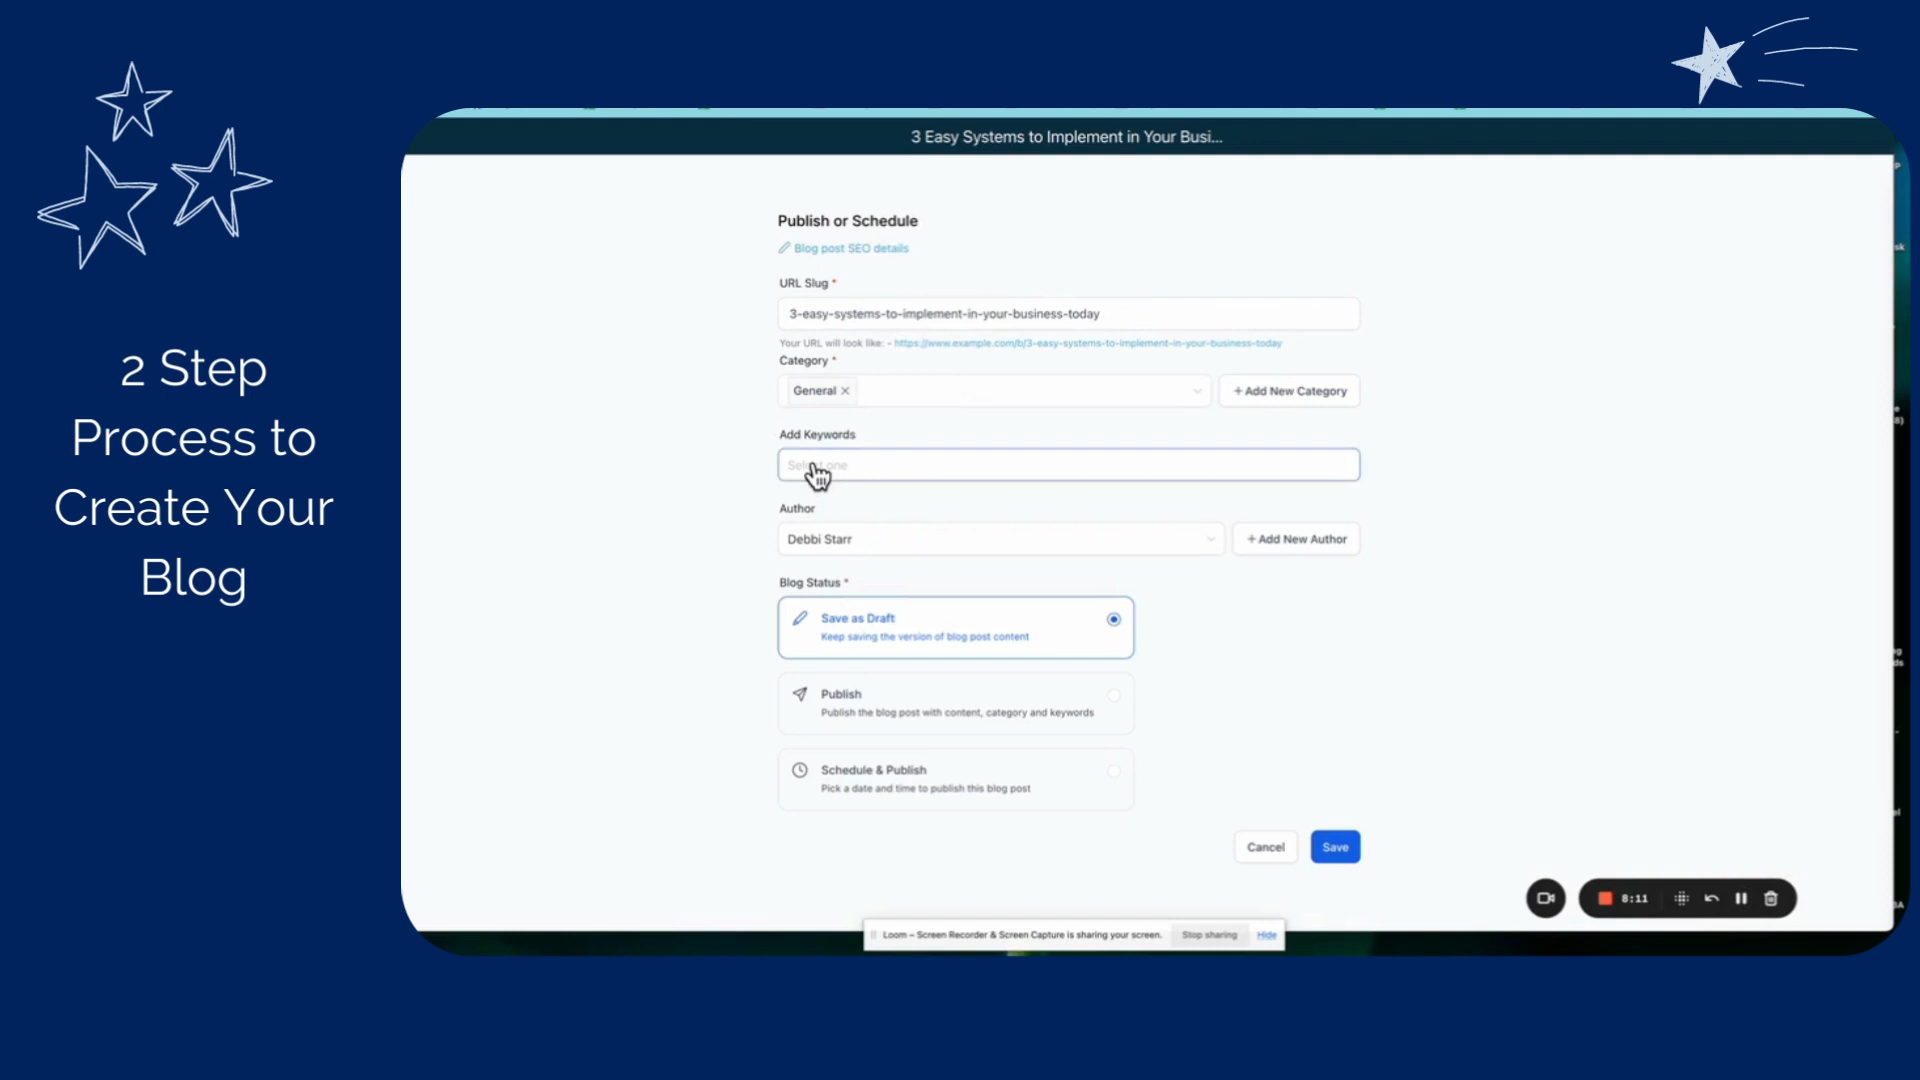 2 Step
Process to
Create Your
Blog
3 Easy Systems to Implement in Your Busi...
Publish or Schedule
Blog post SEO details
URL Slug *
3-easy-systems-to-implement-in-your-business-today
Your URL will look like: - https://www.example.com/b/3-easy-systems-to-implement-in-your-business-today
Category *
General ×
+ Add New Category
Add Keywords
Select one
Author
Debbi Starr
+ Add New Author
Blog Status *
Save as Draft
Keep saving the version of blog post content
Publish
Publish the blog post with content, category and keywords
Schedule & Publish
Pick a date and time to publish this blog post
Cancel
Save
8:11
Loom – Screen Recorder & Screen Capture is sharing your screen.
Stop sharing
Hide